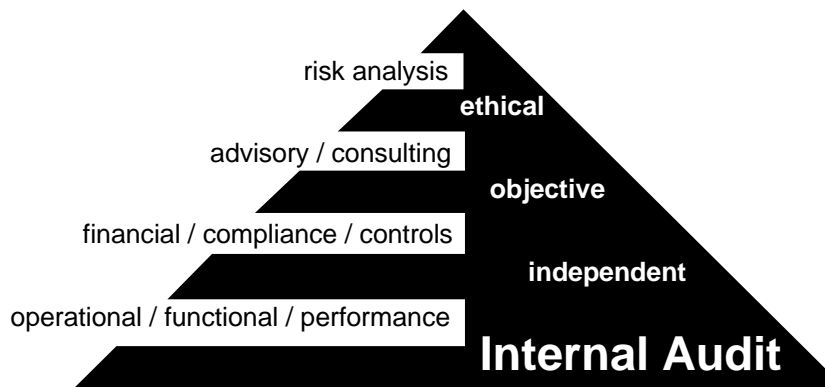 risk analysis
ethical
advisory / consulting
objective
financial / compliance / controls
independent
operational / functional / performance
Internal Audit